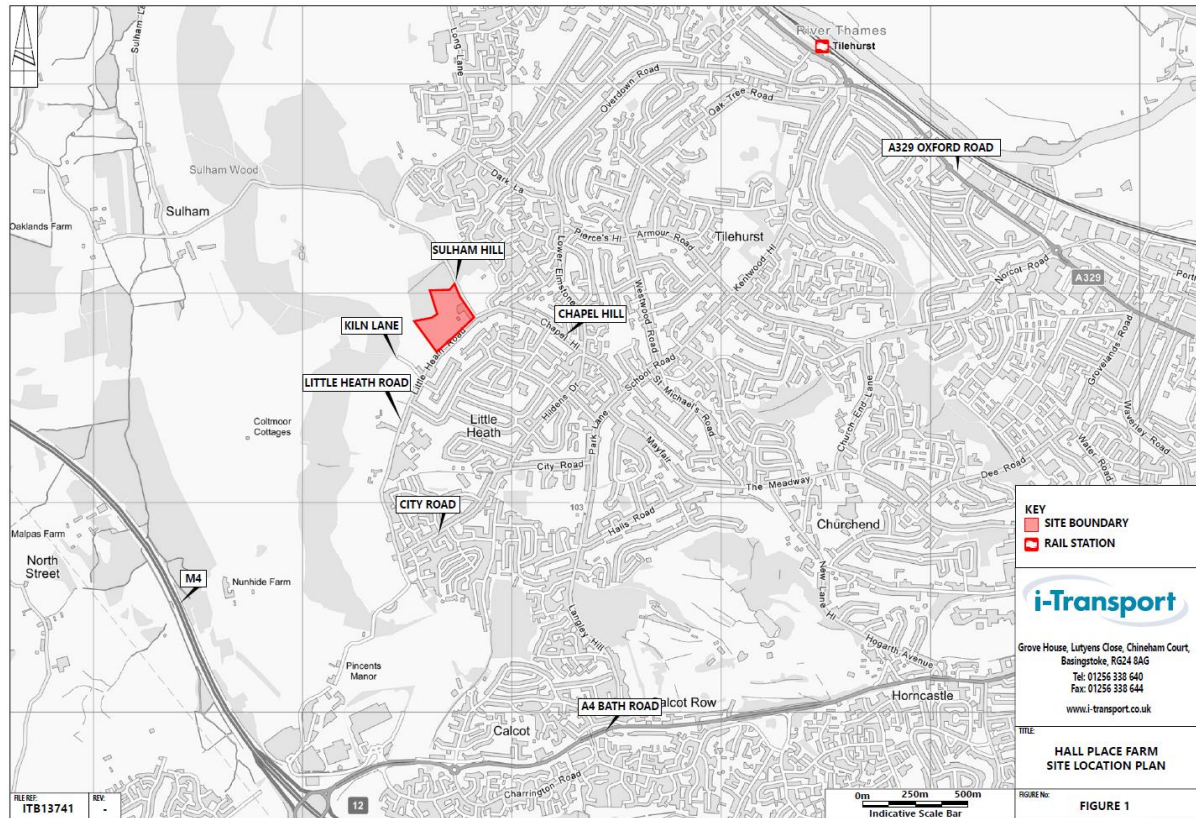 River Thames
Tilehurst
Sulham La
Long Lane
Overdown Road
Oak Tree Road
A329 OXFORD ROAD
Sulham Wood
Dark La
Oaklands Farm
Sulham
SULHAM HILL
Pierce's Hl
Armour Road
Tilehurst
Lower Elmstone
Kentwood Hl
Norcot Road
A329
KILN LANE
CHAPEL HILL
Chapel Hl
Westwood Road
Little Heath Road
Grovelands Road
LITTLE HEATH ROAD
School Road
St Michael's Road
Hildens Dr
Coltmoor
Cottages
Little
Heath
Park Lane
Church End Lane
Waverley Road
Water Road
Mayfair
City Road
Dee Road
The Meadway
CITY ROAD
103
Halls Road
Churchend
Malpas Farm
North
Street
M4
Nunhide Farm
New Lane Hl
Langley Hill
Hogarth Avenue
Pincents
Manor
A4 BATH ROAD
alcot Row
Horncastle
Calcot
Charrington Road
12
KEY
SITE BOUNDARY
RAIL STATION
i-Transport
Grove House, Lutyens Close, Chineham Court,
Basingstoke, RG24 8AG
Tel: 01256 338 640
Fax: 01256 338 644
www.i-transport.co.uk
TITLE:
HALL PLACE FARM
SITE LOCATION PLAN
FIGURE No:
FIGURE 1
FILE REF:
ITB13741
REV:
-
0m 250m 500m
Indicative Scale Bar